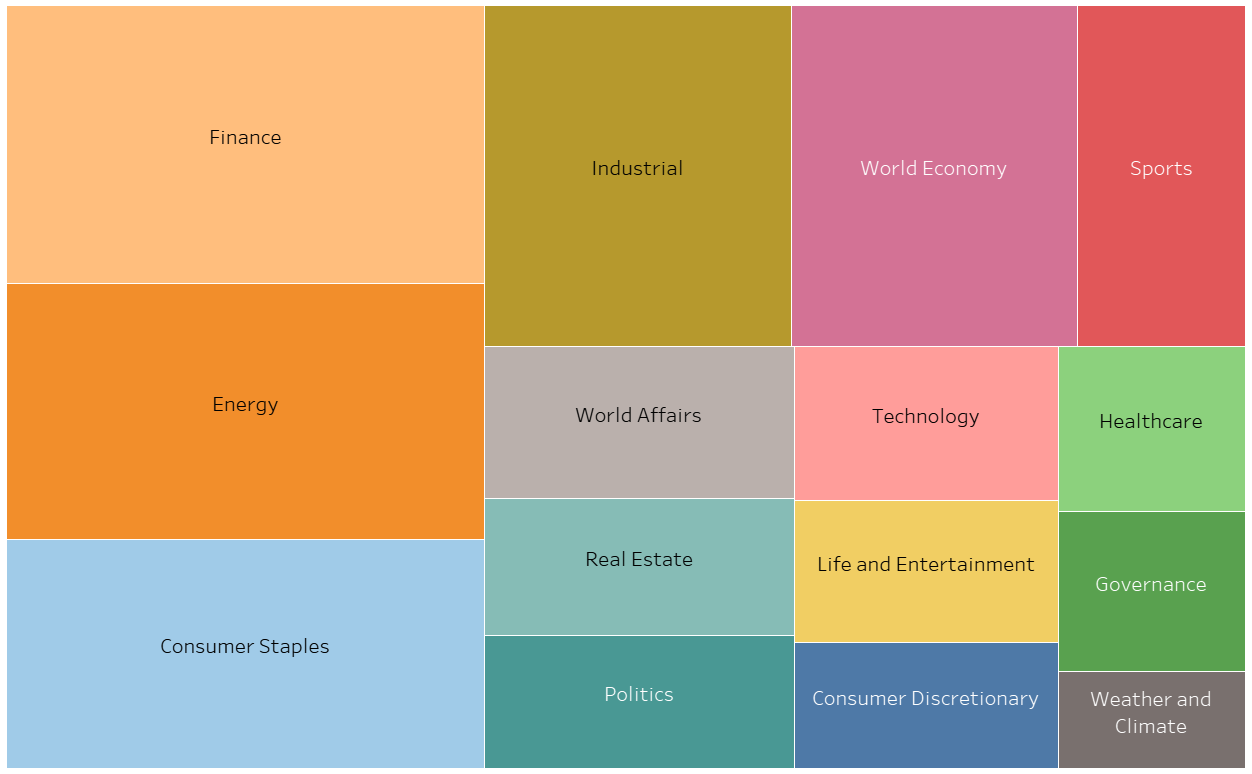 Finance
Energy
Consumer Staples
Industrial
World Economy
Sports
World Affairs
Real Estate
Politics
Technology
Life and Entertainment
Consumer Discretionary
Healthcare
Governance
Weather and
Climate